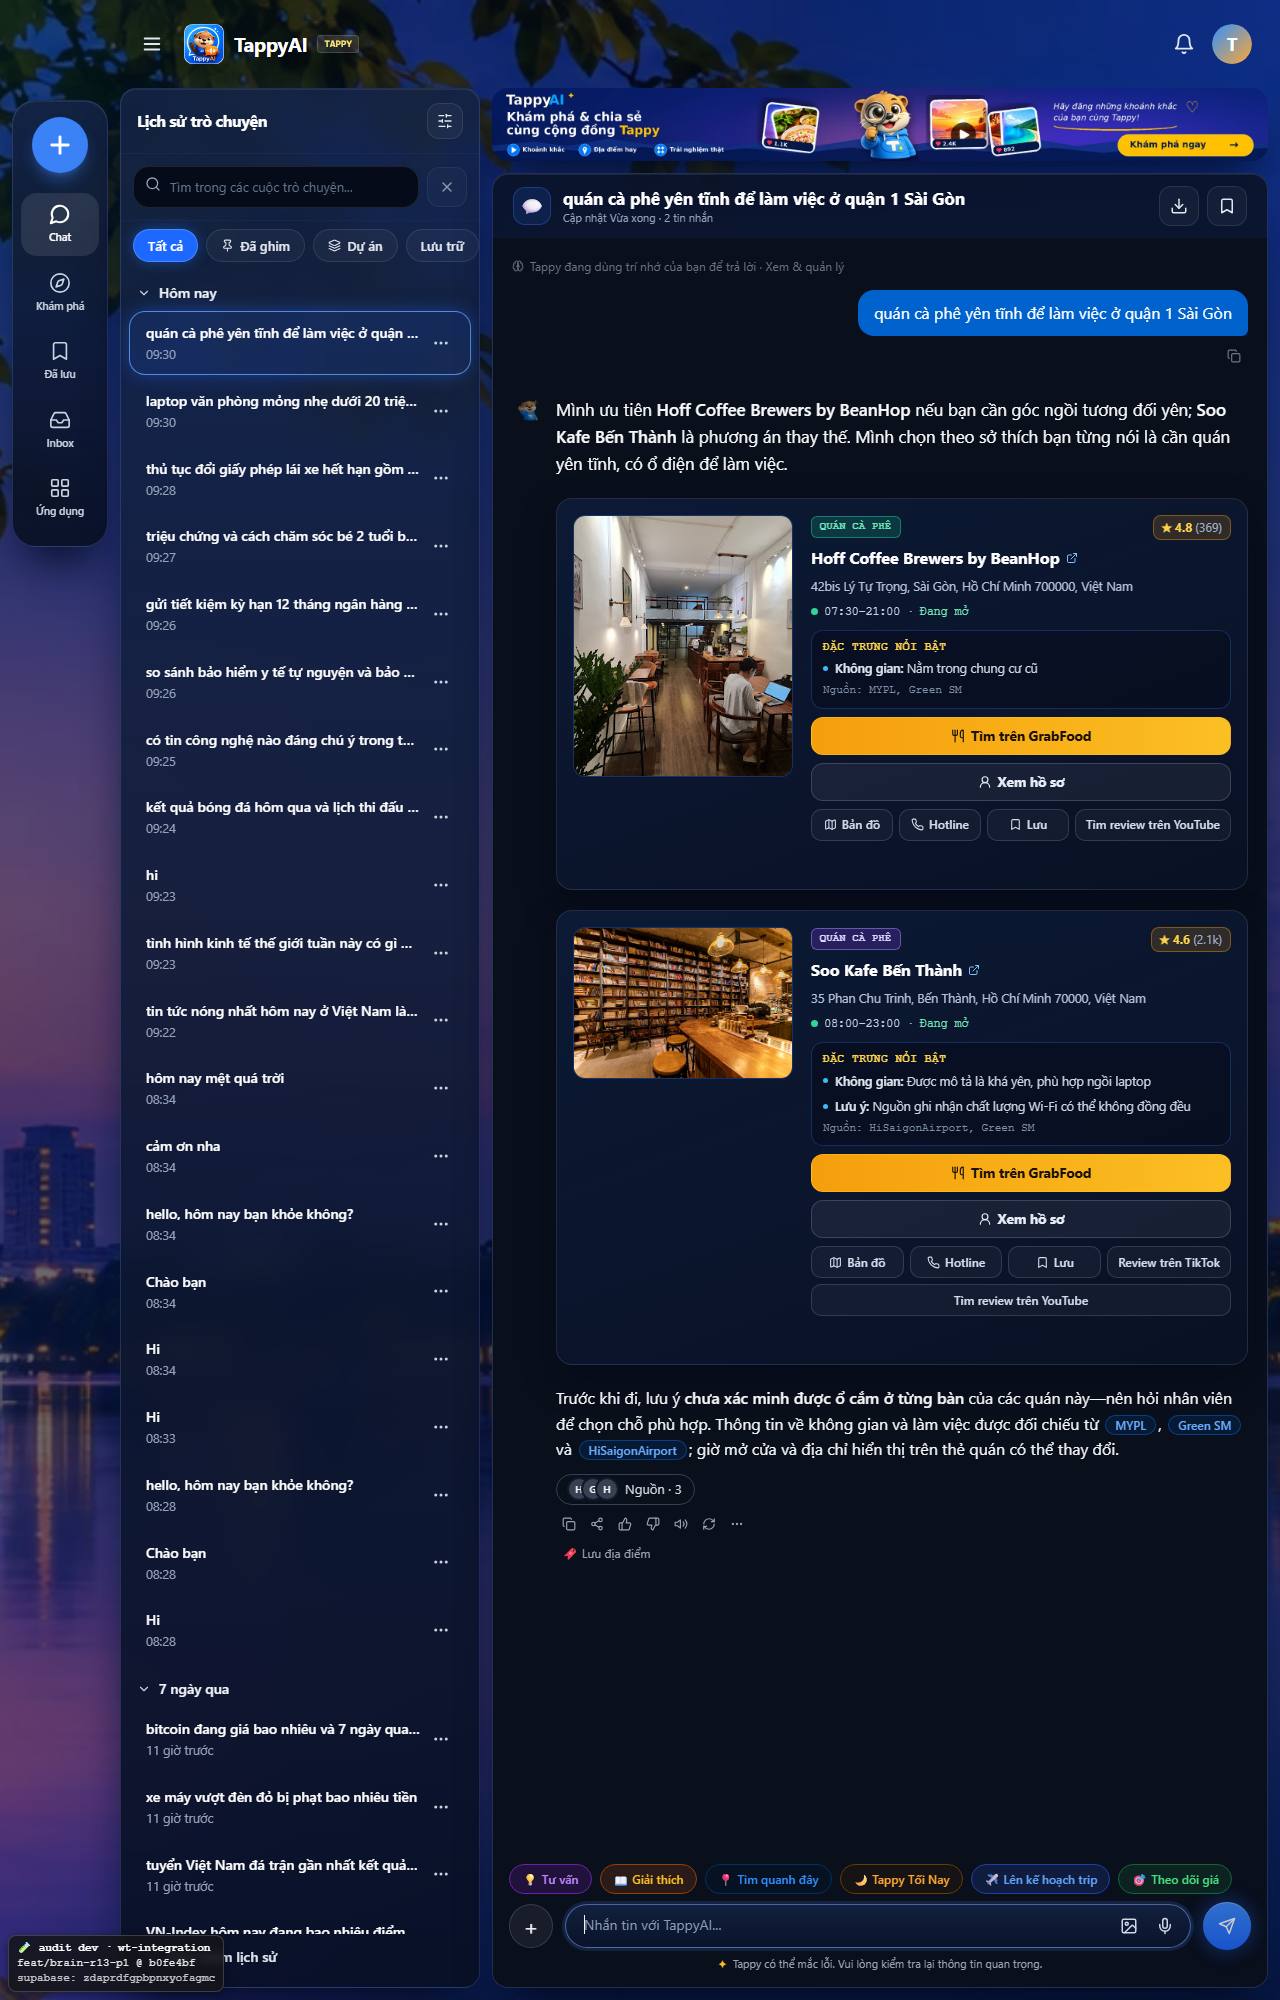 TappyAI
TAPPY
T
Chat
Khám phá
Đã lưu
Inbox
Ứng dụng
Lịch sử trò chuyện
Tìm trong các cuộc trò chuyện...
Tất cả
Đã ghim
Dự án
Lưu trữ
Hôm nay
quán cà phê yên tĩnh để làm việc ở quận ...
09:30
laptop văn phòng mỏng nhẹ dưới 20 triệ...
09:30
thủ tục đổi giấy phép lái xe hết hạn gồm ...
09:28
triệu chứng và cách chăm sóc bé 2 tuổi b...
09:27
gửi tiết kiệm kỳ hạn 12 tháng ngân hàng ...
09:26
so sánh bảo hiểm y tế tự nguyện và bảo ...
09:26
có tin công nghệ nào đáng chú ý trong t...
09:25
kết quả bóng đá hôm qua và lịch thi đấu ...
09:24
hi
09:23
tình hình kinh tế thế giới tuần này có gì ...
09:23
tin tức nóng nhất hôm nay ở Việt Nam là...
09:22
hôm nay mệt quá trời
08:34
cảm ơn nha
08:34
hello, hôm nay bạn khỏe không?
08:34
Chào bạn
08:34
Hi
08:34
Hi
08:33
hello, hôm nay bạn khỏe không?
08:28
Chào bạn
08:28
Hi
08:28
7 ngày qua
bitcoin đang giá bao nhiêu và 7 ngày qua...
11 giờ trước
xe máy vượt đèn đỏ bị phạt bao nhiêu tiền
11 giờ trước
tuyển Việt Nam đá trận gần nhất kết quả...
11 giờ trước
VN-Index hôm nay đang bao nhiêu điểm
lịch sử
audit dev · wt-integration
feat/brain-r13-p1 @ b0fe4bf
supabase: zdaprdfgpbpnxyofagmc
TappyAI
Khám phá & chia sẻ
cùng cộng đồng Tappy
Khoảnh khắc
Địa điểm hay
Trải nghiệm thật
1.1K
2.4K
892
Hãy đăng những khoảnh khắc
của bạn cùng Tappy!
Khám phá ngay →
quán cà phê yên tĩnh để làm việc ở quận 1 Sài Gòn
Cập nhật Vừa xong · 2 tin nhắn
Tappy đang dùng trí nhớ của bạn để trả lời · Xem & quản lý
quán cà phê yên tĩnh để làm việc ở quận 1 Sài Gòn
Mình ưu tiên Hoff Coffee Brewers by BeanHop nếu bạn cần góc ngồi tương đối yên; Soo
Kafe Bến Thành là phương án thay thế. Mình chọn theo sở thích bạn từng nói là cần quán
yên tĩnh, có ổ điện để làm việc.
QUÁN CÀ PHÊ
★ 4.8 (369)
Hoff Coffee Brewers by BeanHop
42bis Lý Tự Trọng, Sài Gòn, Hồ Chí Minh 700000, Việt Nam
07:30–21:00 · Đang mở
ĐẶC TRƯNG NỔI BẬT
Không gian: Nằm trong chung cư cũ
Nguồn: MYPL, Green SM
Tìm trên GrabFood
Xem hồ sơ
Bản đồ
Hotline
Lưu
Tìm review trên YouTube
QUÁN CÀ PHÊ
★ 4.6 (2.1k)
Soo Kafe Bến Thành
35 Phan Chu Trinh, Bến Thành, Hồ Chí Minh 70000, Việt Nam
08:00–23:00 · Đang mở
ĐẶC TRƯNG NỔI BẬT
Không gian: Được mô tả là khá yên, phù hợp ngồi laptop
Lưu ý: Nguồn ghi nhận chất lượng Wi-Fi có thể không đồng đều
Nguồn: HiSaigonAirport, Green SM
Tìm trên GrabFood
Xem hồ sơ
Bản đồ
Hotline
Lưu
Review trên TikTok
Tìm review trên YouTube
Trước khi đi, lưu ý chưa xác minh được ổ cắm ở từng bàn của các quán này—nên hỏi nhân viên
để chọn chỗ phù hợp. Thông tin về không gian và làm việc được đối chiếu từ MYPL, Green SM
và HiSaigonAirport; giờ mở cửa và địa chỉ hiển thị trên thẻ quán có thể thay đổi.
H G H Nguồn · 3
Lưu địa điểm
Tư vấn
Giải thích
Tìm quanh đây
Tappy Tối Nay
Lên kế hoạch trip
Theo dõi giá
Nhắn tin với TappyAI...
Tappy có thể mắc lỗi. Vui lòng kiểm tra lại thông tin quan trọng.